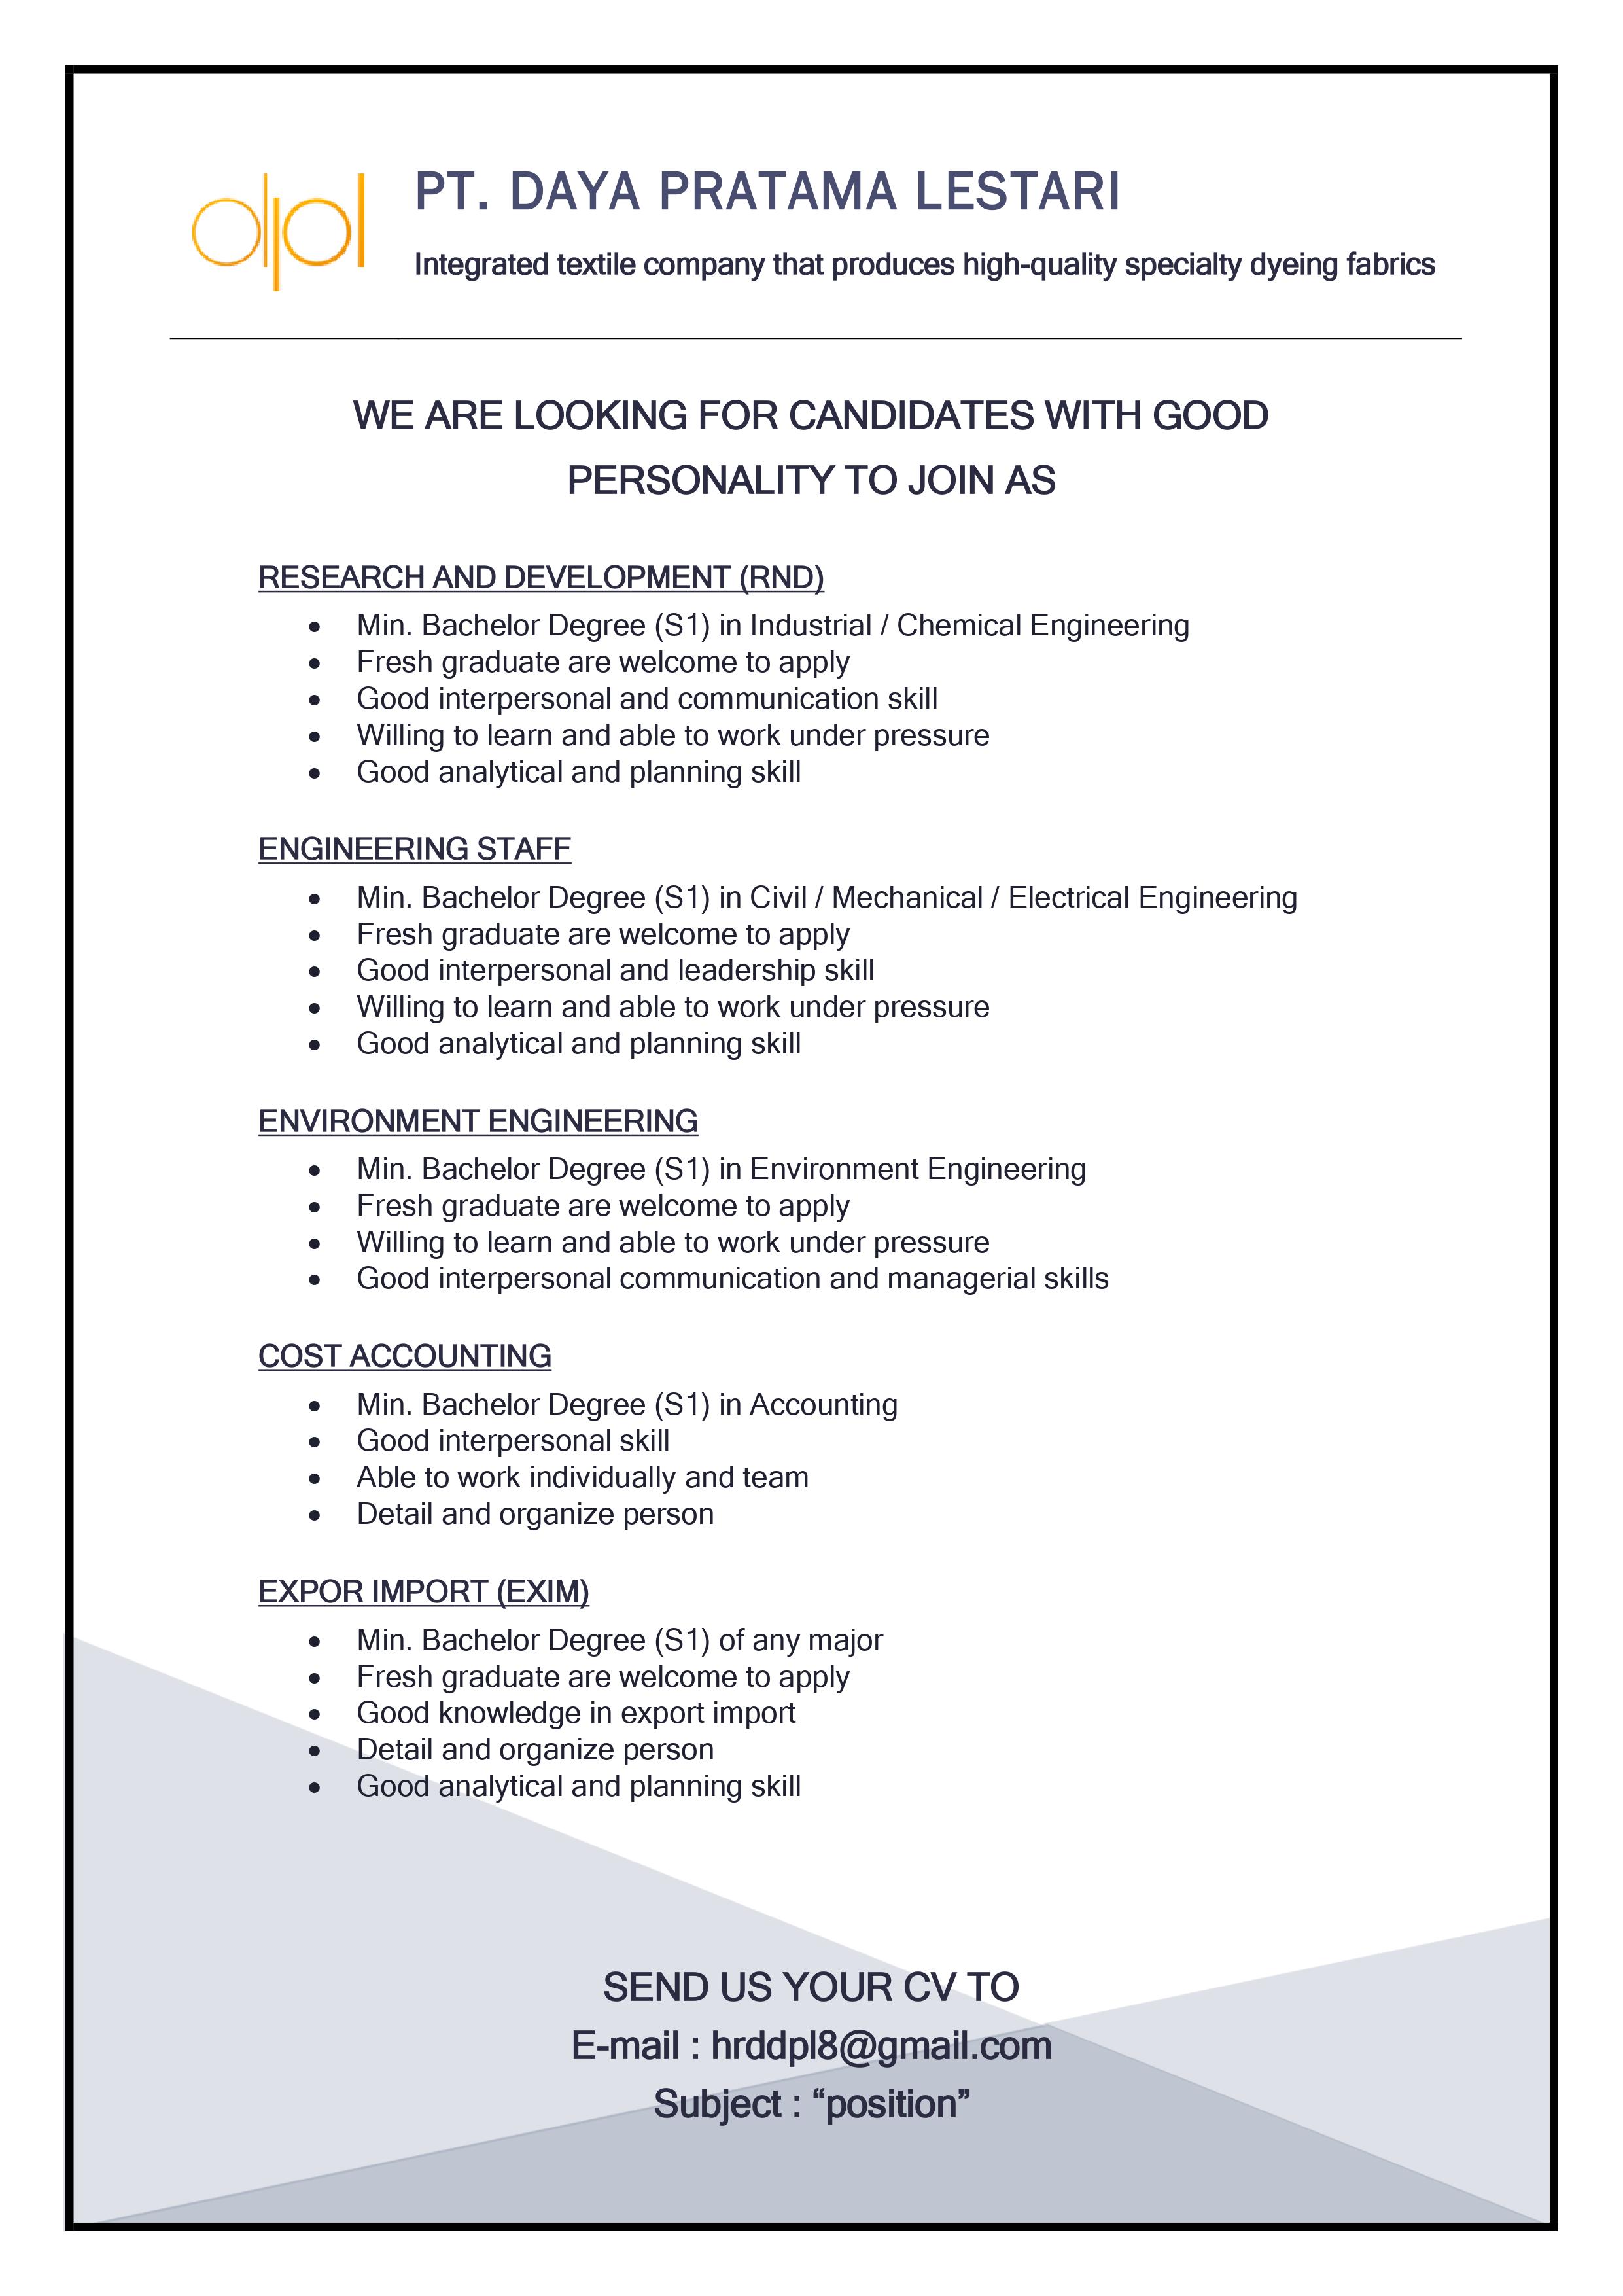 dpl
PT. DAYA PRATAMA LESTARI
Integrated textile company that produces high-quality specialty dyeing fabrics
WE ARE LOOKING FOR CANDIDATES WITH GOOD
PERSONALITY TO JOIN AS
RESEARCH AND DEVELOPMENT (RND)
• Min. Bachelor Degree (S1) in Industrial / Chemical Engineering
• Fresh graduate are welcome to apply
• Good interpersonal and communication skill
• Willing to learn and able to work under pressure
• Good analytical and planning skill
ENGINEERING STAFF
• Min. Bachelor Degree (S1) in Civil / Mechanical / Electrical Engineering
• Fresh graduate are welcome to apply
• Good interpersonal and leadership skill
• Willing to learn and able to work under pressure
• Good analytical and planning skill
ENVIRONMENT ENGINEERING
• Min. Bachelor Degree (S1) in Environment Engineering
• Fresh graduate are welcome to apply
• Willing to learn and able to work under pressure
• Good interpersonal communication and managerial skills
COST ACCOUNTING
• Min. Bachelor Degree (S1) in Accounting
• Good interpersonal skill
• Able to work individually and team
• Detail and organize person
EXPOR IMPORT (EXIM)
• Min. Bachelor Degree (S1) of any major
• Fresh graduate are welcome to apply
• Good knowledge in export import
• Detail and organize person
• Good analytical and planning skill
SEND US YOUR CV TO
E-mail : hrddpl8@gmail.com
Subject : “position”